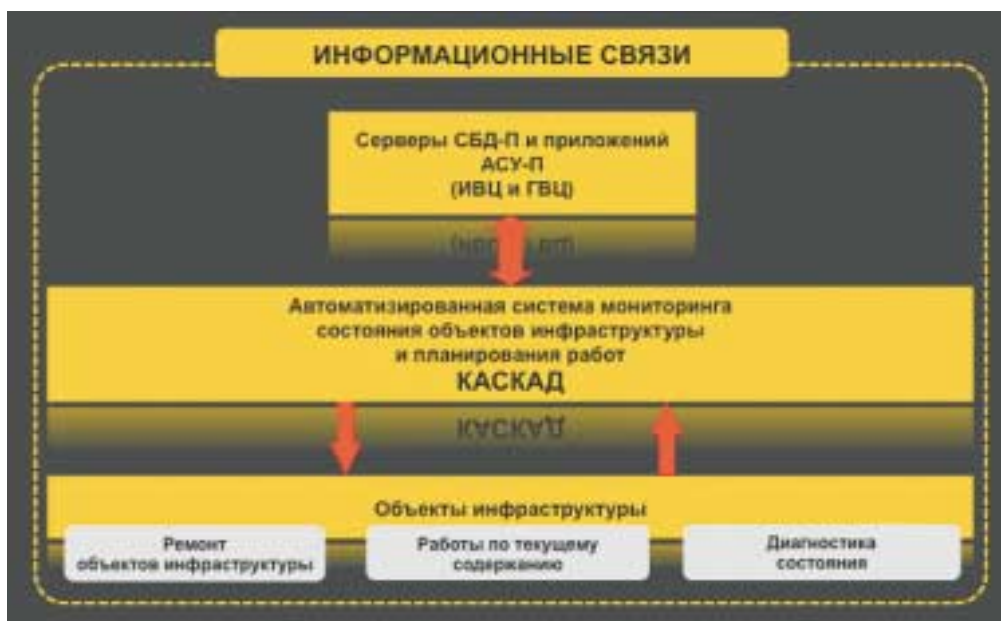 ИНФОРМАЦИОННЫЕ СВЯЗИ
Серверы СБД-П и приложений
АСУ-П
(ИВЦ и ГВЦ)
Автоматизированная система мониторинга
состояния объектов инфраструктуры
и планирования работ
КАСКАД
Объекты инфраструктуры
Ремонт
объектов инфраструктуры
Работы по текущему
содержанию
Диагностика
состояния